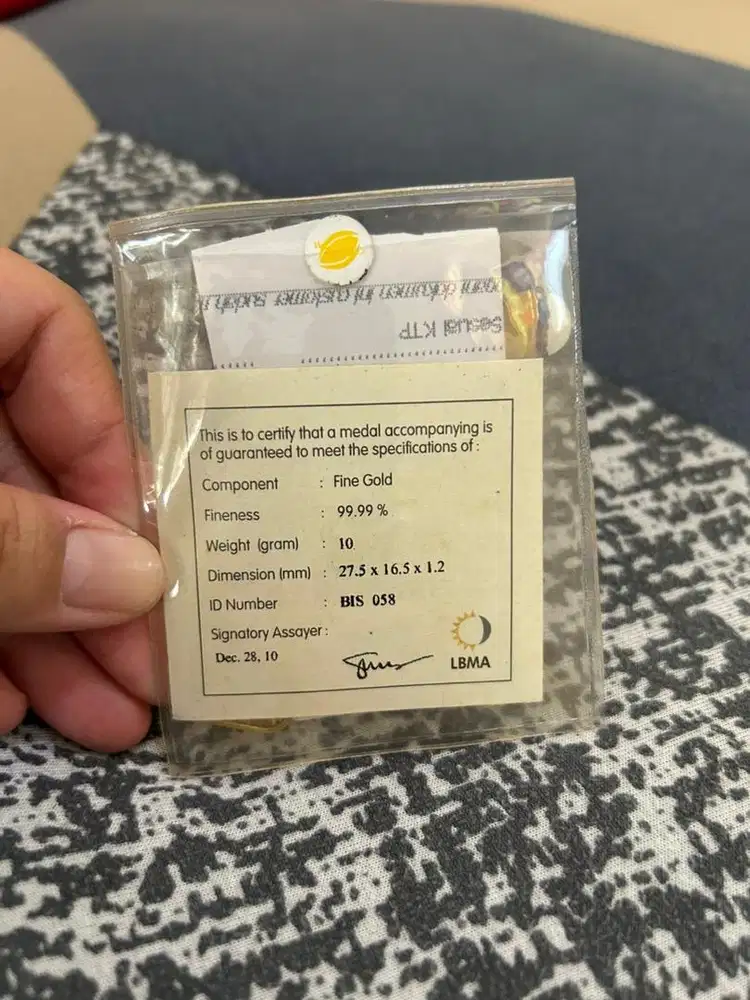 Sesuai KTP
This is to certify that a medal accompanying is
of guaranteed to meet the specifications of :
Component : Fine Gold
Fineness : 99.99 %
Weight (gram) : 10
Dimension (mm) : 27.5 x 16.5 x 1.2
ID Number : BIS 058
Signatory Assayer :
Dec. 28, 10
LBMA